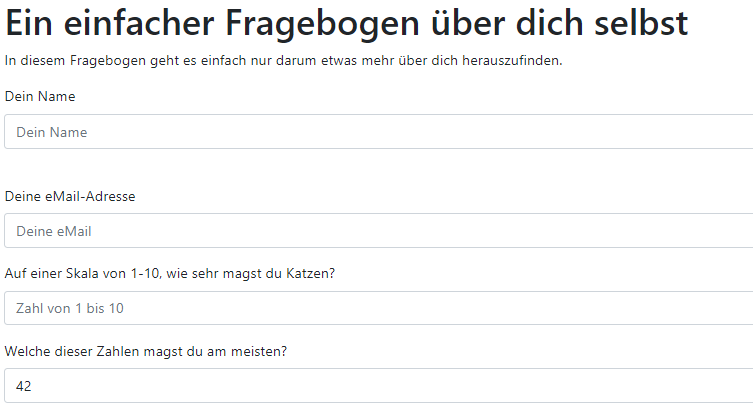 Ein einfacher Fragebogen über dich selbst
In diesem Fragebogen geht es einfach nur darum etwas mehr über dich herauszufinden.
Dein Name
Dein Name
Deine eMail-Adresse
Deine eMail
Auf einer Skala von 1-10, wie sehr magst du Katzen?
Zahl von 1 bis 10
Welche dieser Zahlen magst du am meisten?
42